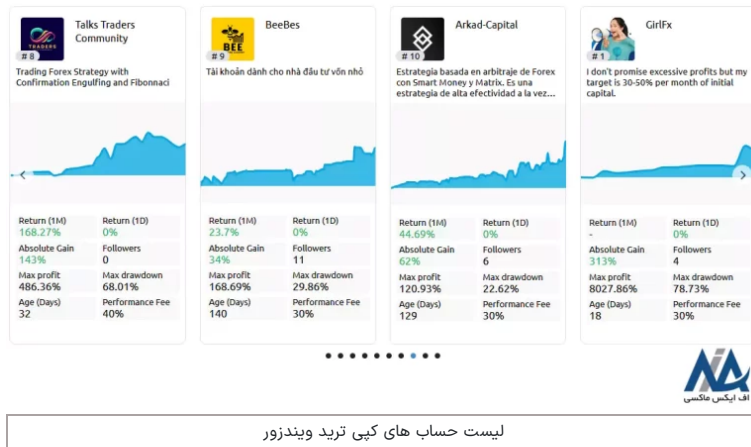 Talks Traders
Community
# 8
Trading Forex Strategy with
Confirmation Engulfing and Fibonnaci
Return (1M) Return (1D)
168.27% 0%
Absolute Gain Followers
143% 0
Max profit Max drawdown
486.36% 68.01%
Age (Days) Performance Fee
32 40%
BeeBes
BEE
# 9
Tài khoản dành cho nhà đầu tư vốn nhỏ
Return (1M) Return (1D)
23.7% 0%
Absolute Gain Followers
34% 11
Max profit Max drawdown
168.69% 29.86%
Age (Days) Performance Fee
140 30%
Arkad-Capital
# 10
Estrategia basada en arbitraje de Forex
con Smart Money y Matrix. Es una
estrategia de alta efectividad a la vez...
Return (1M) Return (1D)
44.69% 0%
Absolute Gain Followers
62% 6
Max profit Max drawdown
120.93% 22.62%
Age (Days) Performance Fee
129 30%
GirlFx
# 1
I don't promise excessive profits but my
target is 30-50% per month of initial
capital.
Return (1M) Return (1D)
- 0%
Absolute Gain Followers
313% 4
Max profit Max drawdown
8027.86% 78.73%
Age (Days) Performance Fee
18 30%
اف ایکس ماکسی
لیست حساب های کپی ترید ویندزور